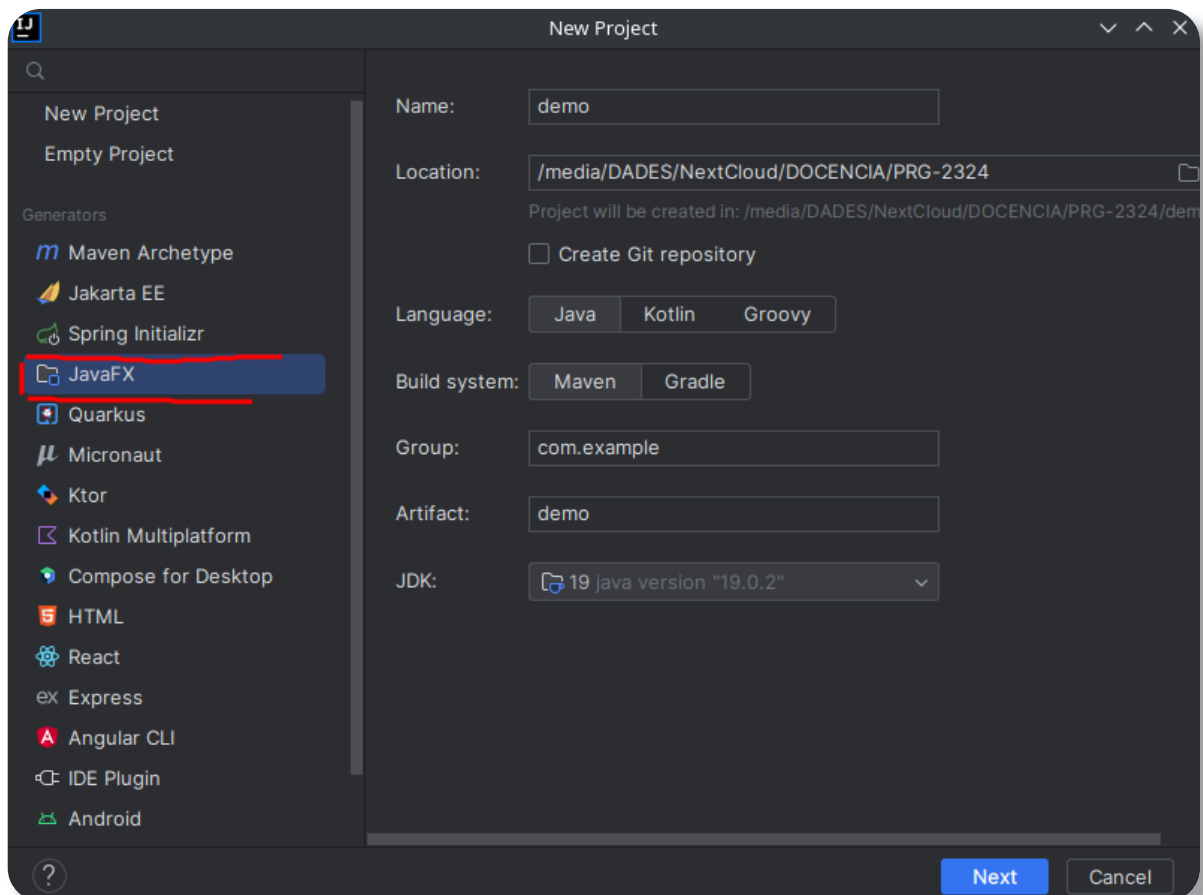 IJ
New Project
New Project
Empty Project
Generators
m Maven Archetype
Jakarta EE
Spring Initializr
JavaFX
Quarkus
μ Micronaut
Ktor
Kotlin Multiplatform
Compose for Desktop
5 HTML
React
ex Express
A Angular CLI
IDE Plugin
Android
?
Name: demo
Location: /media/DADES/NextCloud/DOCENCIA/PRG-2324
Project will be created in: /media/DADES/NextCloud/DOCENCIA/PRG-2324/dem
Create Git repository
Language: Java Kotlin Groovy
Build system: Maven Gradle
Group: com.example
Artifact: demo
JDK: 19 java version "19.0.2"
Next Cancel